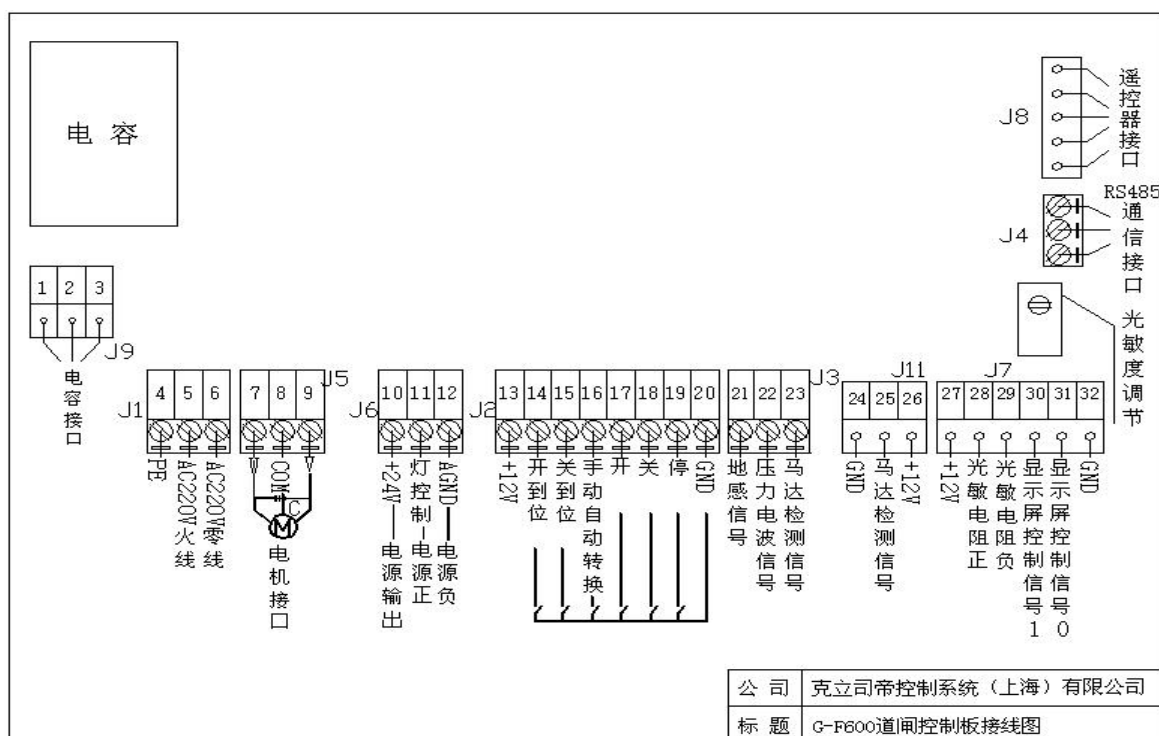 电 容
J8
遥控器接口
RS485
通信接口
J4
光敏度调节
1 2 3
J9
电容接口
J1
4 5 6
PE
AC220V火线
AC220V零线
J5
7 8 9
COM
C
M
电机接口
J6
10 11 12
+24V—电源输出
灯控制—电源正
AGND—电源负
J2
13 14 15 16 17 18 19 20
+12V
开到位
关到位
手动自动转换
开
关
停
GND
J3
21 22 23
地感信号
压力电波信号
马达检测信号
J11
24 25 26
GND
马达检测信号
+12V
J7
27 28 29 30 31 32
+12V
光敏电阻正
光敏电阻负
显示屏控制信号1
显示屏控制信号0
GND
公 司 克立司帝控制系统（上海）有限公司
标 题 G-F600道闸控制板接线图